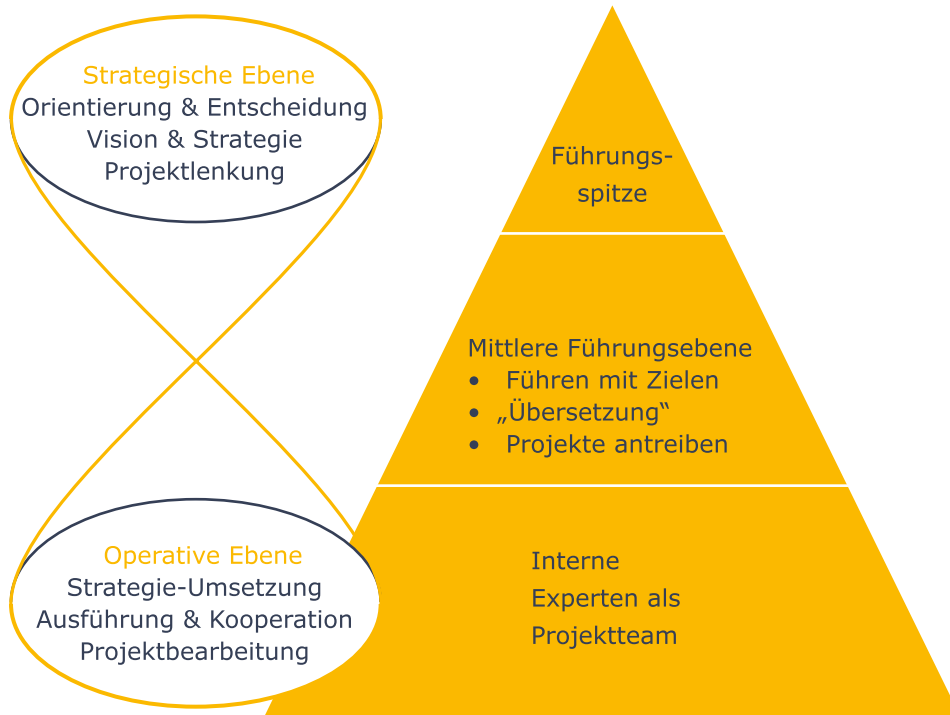 Strategische Ebene
Orientierung & Entscheidung
Vision & Strategie
Projektlenkung
Führungs-
spitze
Mittlere Führungsebene
• Führen mit Zielen
• „Übersetzung“
• Projekte antreiben
Operative Ebene
Strategie-Umsetzung
Ausführung & Kooperation
Projektbearbeitung
Interne
Experten als
Projektteam